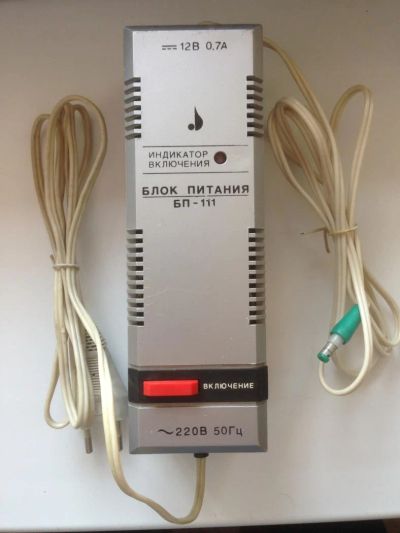 ⎓ 12В 0,7А
ИНДИКАТОР
ВКЛЮЧЕНИЯ
БЛОК ПИТАНИЯ
БП-111
ВКЛЮЧЕНИЕ
~220В 50Гц